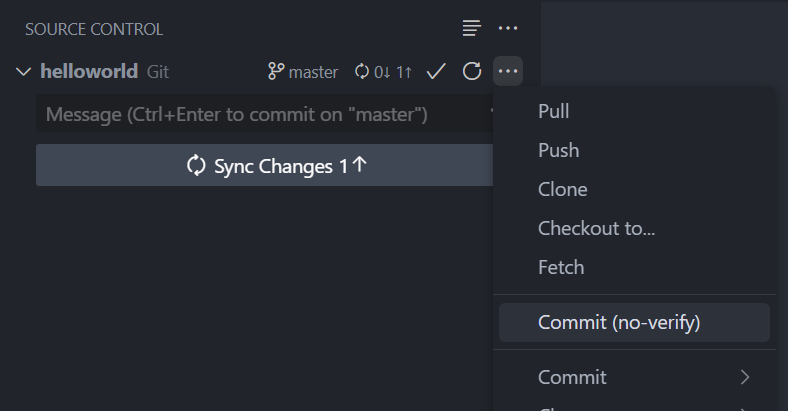 SOURCE CONTROL
helloworld Git master 0↓ 1↑
Message (Ctrl+Enter to commit on "master")
Sync Changes 1↑
Pull
Push
Clone
Checkout to...
Fetch
Commit (no-verify)
Commit